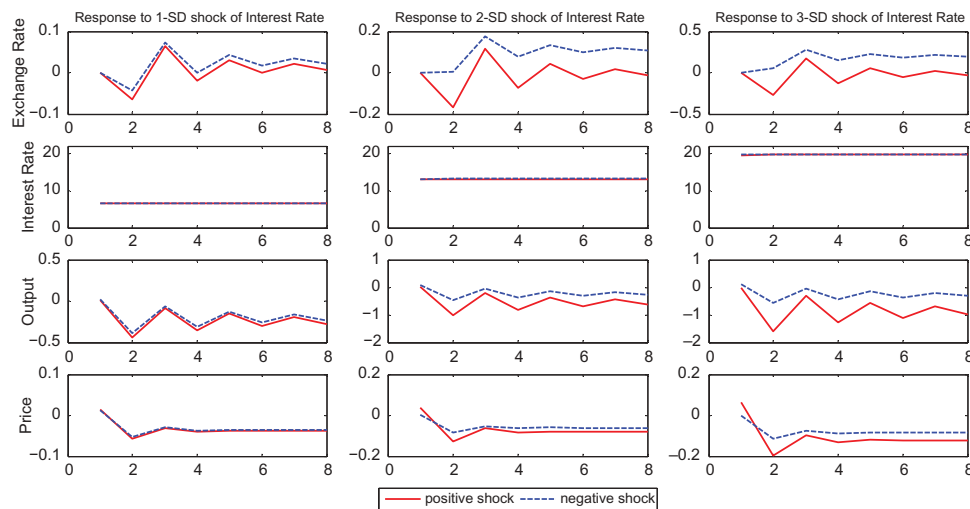 Response to 1-SD shock of Interest Rate
Response to 2-SD shock of Interest Rate
Response to 3-SD shock of Interest Rate
Exchange Rate
0.1
0
−0.1
0 2 4 6 8
0.2
0
−0.2
0 2 4 6 8
0.5
0
−0.5
0 2 4 6 8
Interest Rate
20
10
0
0 2 4 6 8
20
10
0
0 2 4 6 8
20
10
0
0 2 4 6 8
Output
0.5
0
−0.5
0 2 4 6 8
1
0
−1
−2
0 2 4 6 8
1
0
−1
−2
0 2 4 6 8
Price
0.1
0
−0.1
0 2 4 6 8
0.2
0
−0.2
0 2 4 6 8
0.2
0
−0.2
0 2 4 6 8
positive shock negative shock